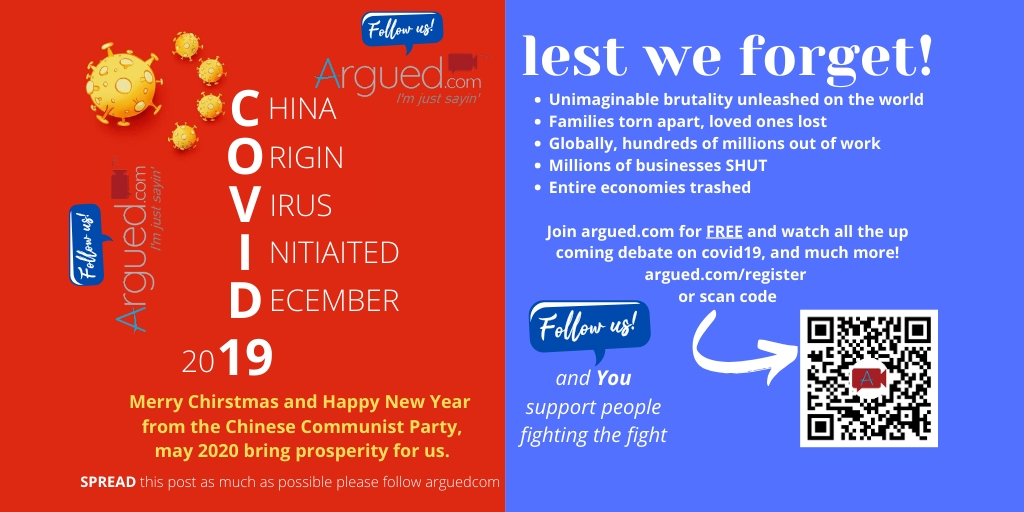 Follow us!
Argued.com
I'm just sayin'
CHINA
ORIGIN
VIRUS
INITIAITED
DECEMBER
2019
Follow us!
Argued.com
I'm just sayin'
Merry Chirstmas and Happy New Year
from the Chinese Communist Party,
may 2020 bring prosperity for us.
SPREAD this post as much as possible please follow arguedcom
lest we forget!
• Unimaginable brutality unleashed on the world
• Families torn apart, loved ones lost
• Globally, hundreds of millions out of work
• Millions of businesses SHUT
• Entire economies trashed
Join argued.com for FREE and watch all the up
coming debate on covid19, and much more!
argued.com/register
or scan code
Follow us!
and You
support people
fighting the fight
A